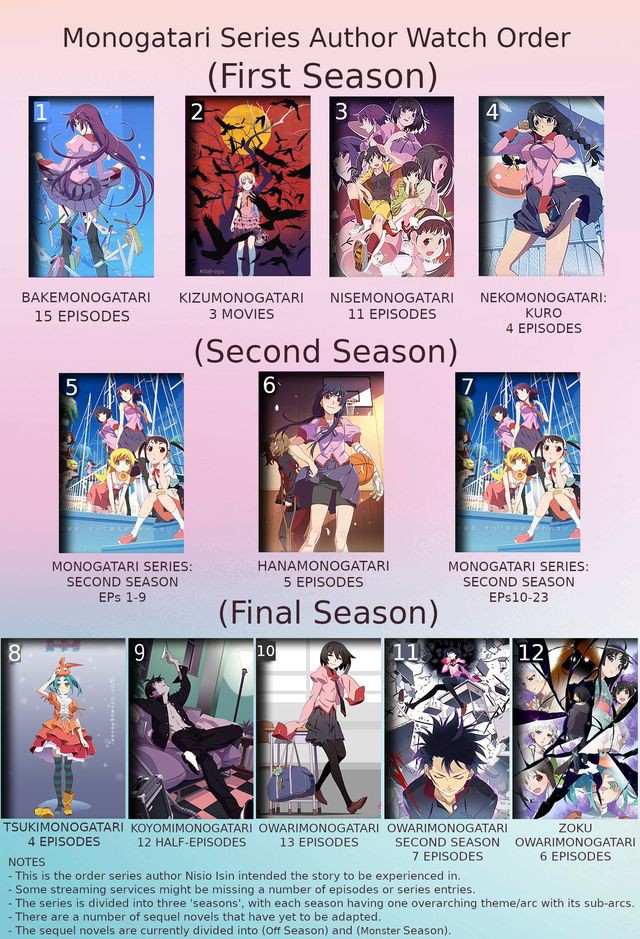 Monogatari Series Author Watch Order
(First Season)
1
2
3
4
BAKEMONOGATARI
15 EPISODES
KIZUMONOGATARI
3 MOVIES
NISEMONOGATARI
11 EPISODES
NEKOMONOGATARI:
KURO
4 EPISODES
(Second Season)
5
6
7
MONOGATARI SERIES:
SECOND SEASON
EPs 1-9
HANAMONOGATARI
5 EPISODES
MONOGATARI SERIES:
SECOND SEASON
EPs10-23
(Final Season)
8
9
10
11
12
TSUKIMONOGATARI
4 EPISODES
KOYOMIMONOGATARI
12 HALF-EPISODES
OWARIMONOGATARI
13 EPISODES
OWARIMONOGATARI
SECOND SEASON
7 EPISODES
ZOKU
OWARIMONOGATARI
6 EPISODES
NOTES
- This is the order series author Nisio Isin intended the story to be experienced in.
- Some streaming services might be missing a number of episodes or series entries.
- The series is divided into three 'seasons', with each season having one overarching theme/arc with its sub-arcs.
- There are a number of sequel novels that have yet to be adapted.
- The sequel novels are currently divided into (Off Season) and (Monster Season).